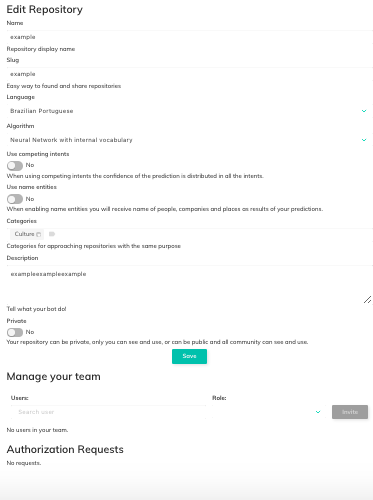 Edit Repository
Name
example
Repository display name
Slug
example
Easy way to found and share repositories
Language
Brazilian Portuguese
Algorithm
Neural Network with internal vocabulary
Use competing intents
No
When using competing intents the confidence of the prediction is distributed in all the intents.
Use name entities
No
When enabling name entities you will receive name of people, companies and places as results of your predictions.
Categories
Culture
Categories for approaching repositories with the same purpose
Description
exampleexampleexample
Tell what your bot do!
Private
No
Your repository can be private, only you can see and use, or can be public and all community can see and use.
Save
Manage your team
Users: Role:
Search user Invite
No users in your team.
Authorization Requests
No requests.